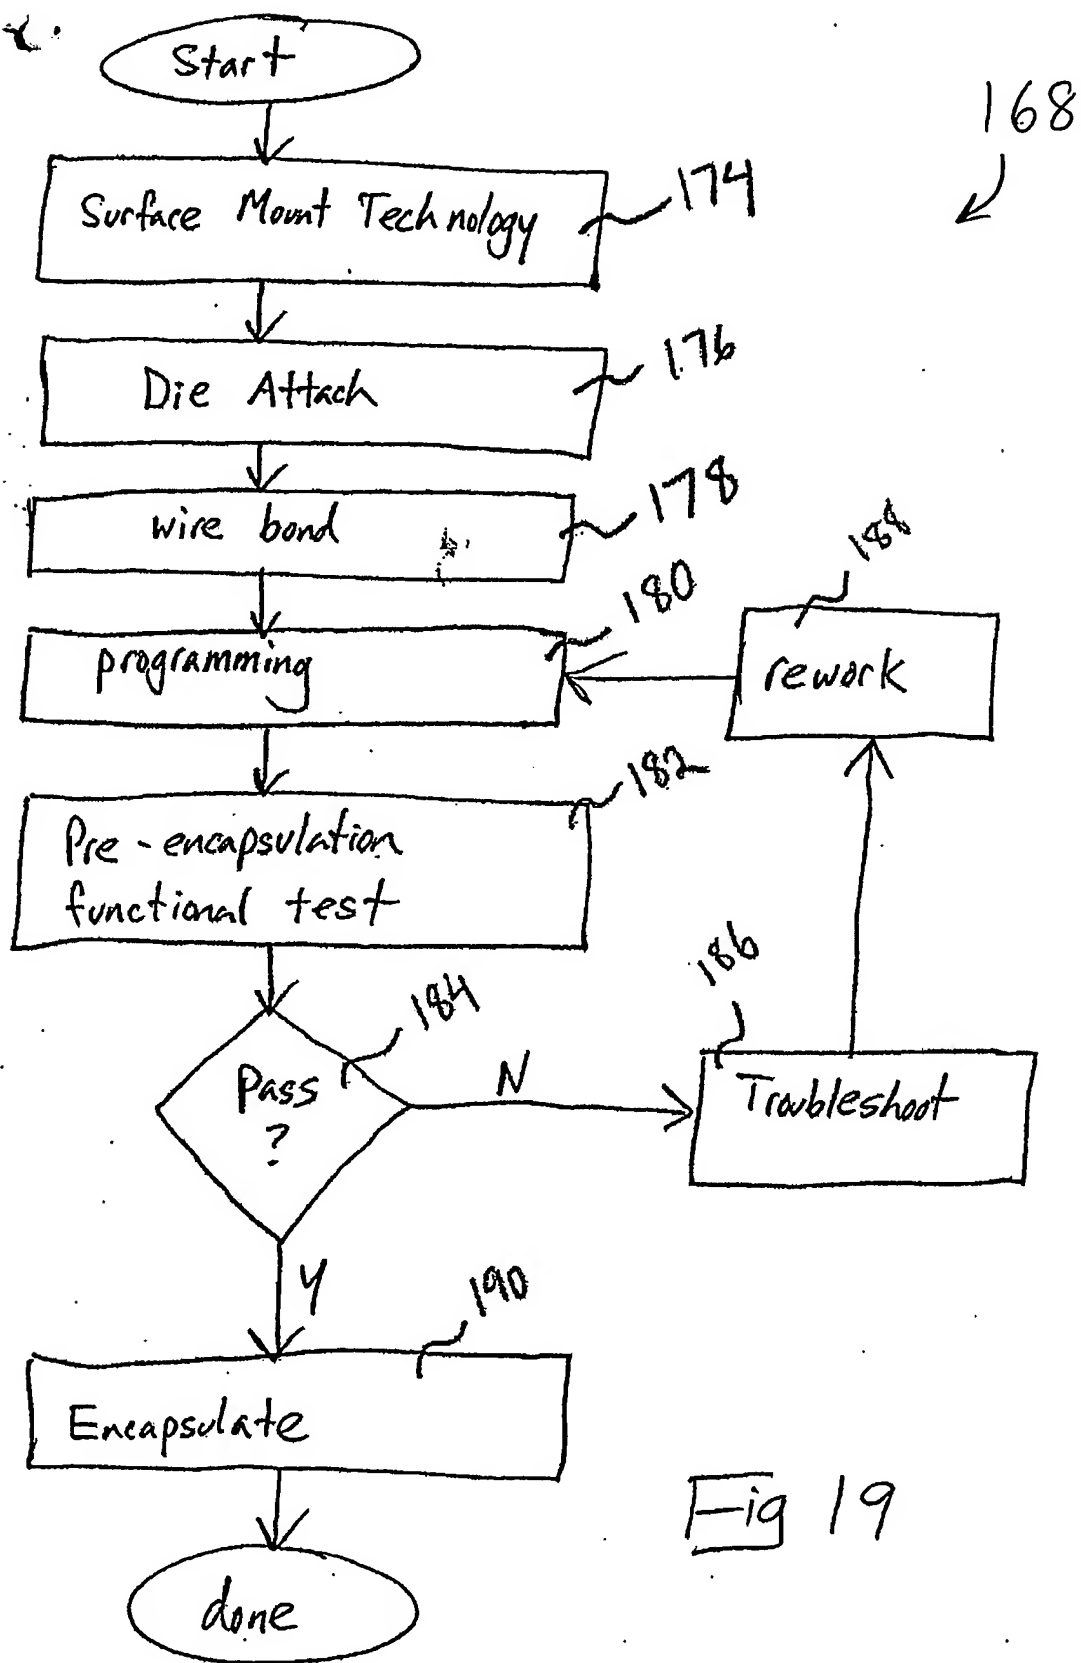 Start
168
Surface Mount Technology
174
Die Attach
176
wire bond
178
programming
180
rework
188
Pre-encapsulation
functional test
182
Pass
?
184
N
Troubleshoot
186
Y
Encapsulate
190
done
Fig 19